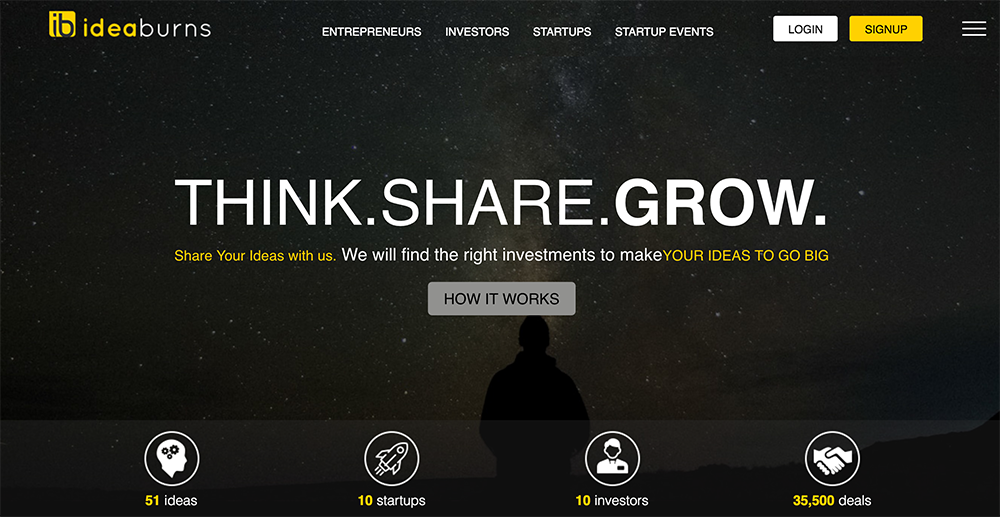 ib ideaburns
ENTREPRENEURS INVESTORS STARTUPS STARTUP EVENTS LOGIN SIGNUP
THINK.SHARE.GROW.
Share Your Ideas with us. We will find the right investments to makeYOUR IDEAS TO GO BIG
HOW IT WORKS
51 ideas
10 startups
10 investors
35,500 deals